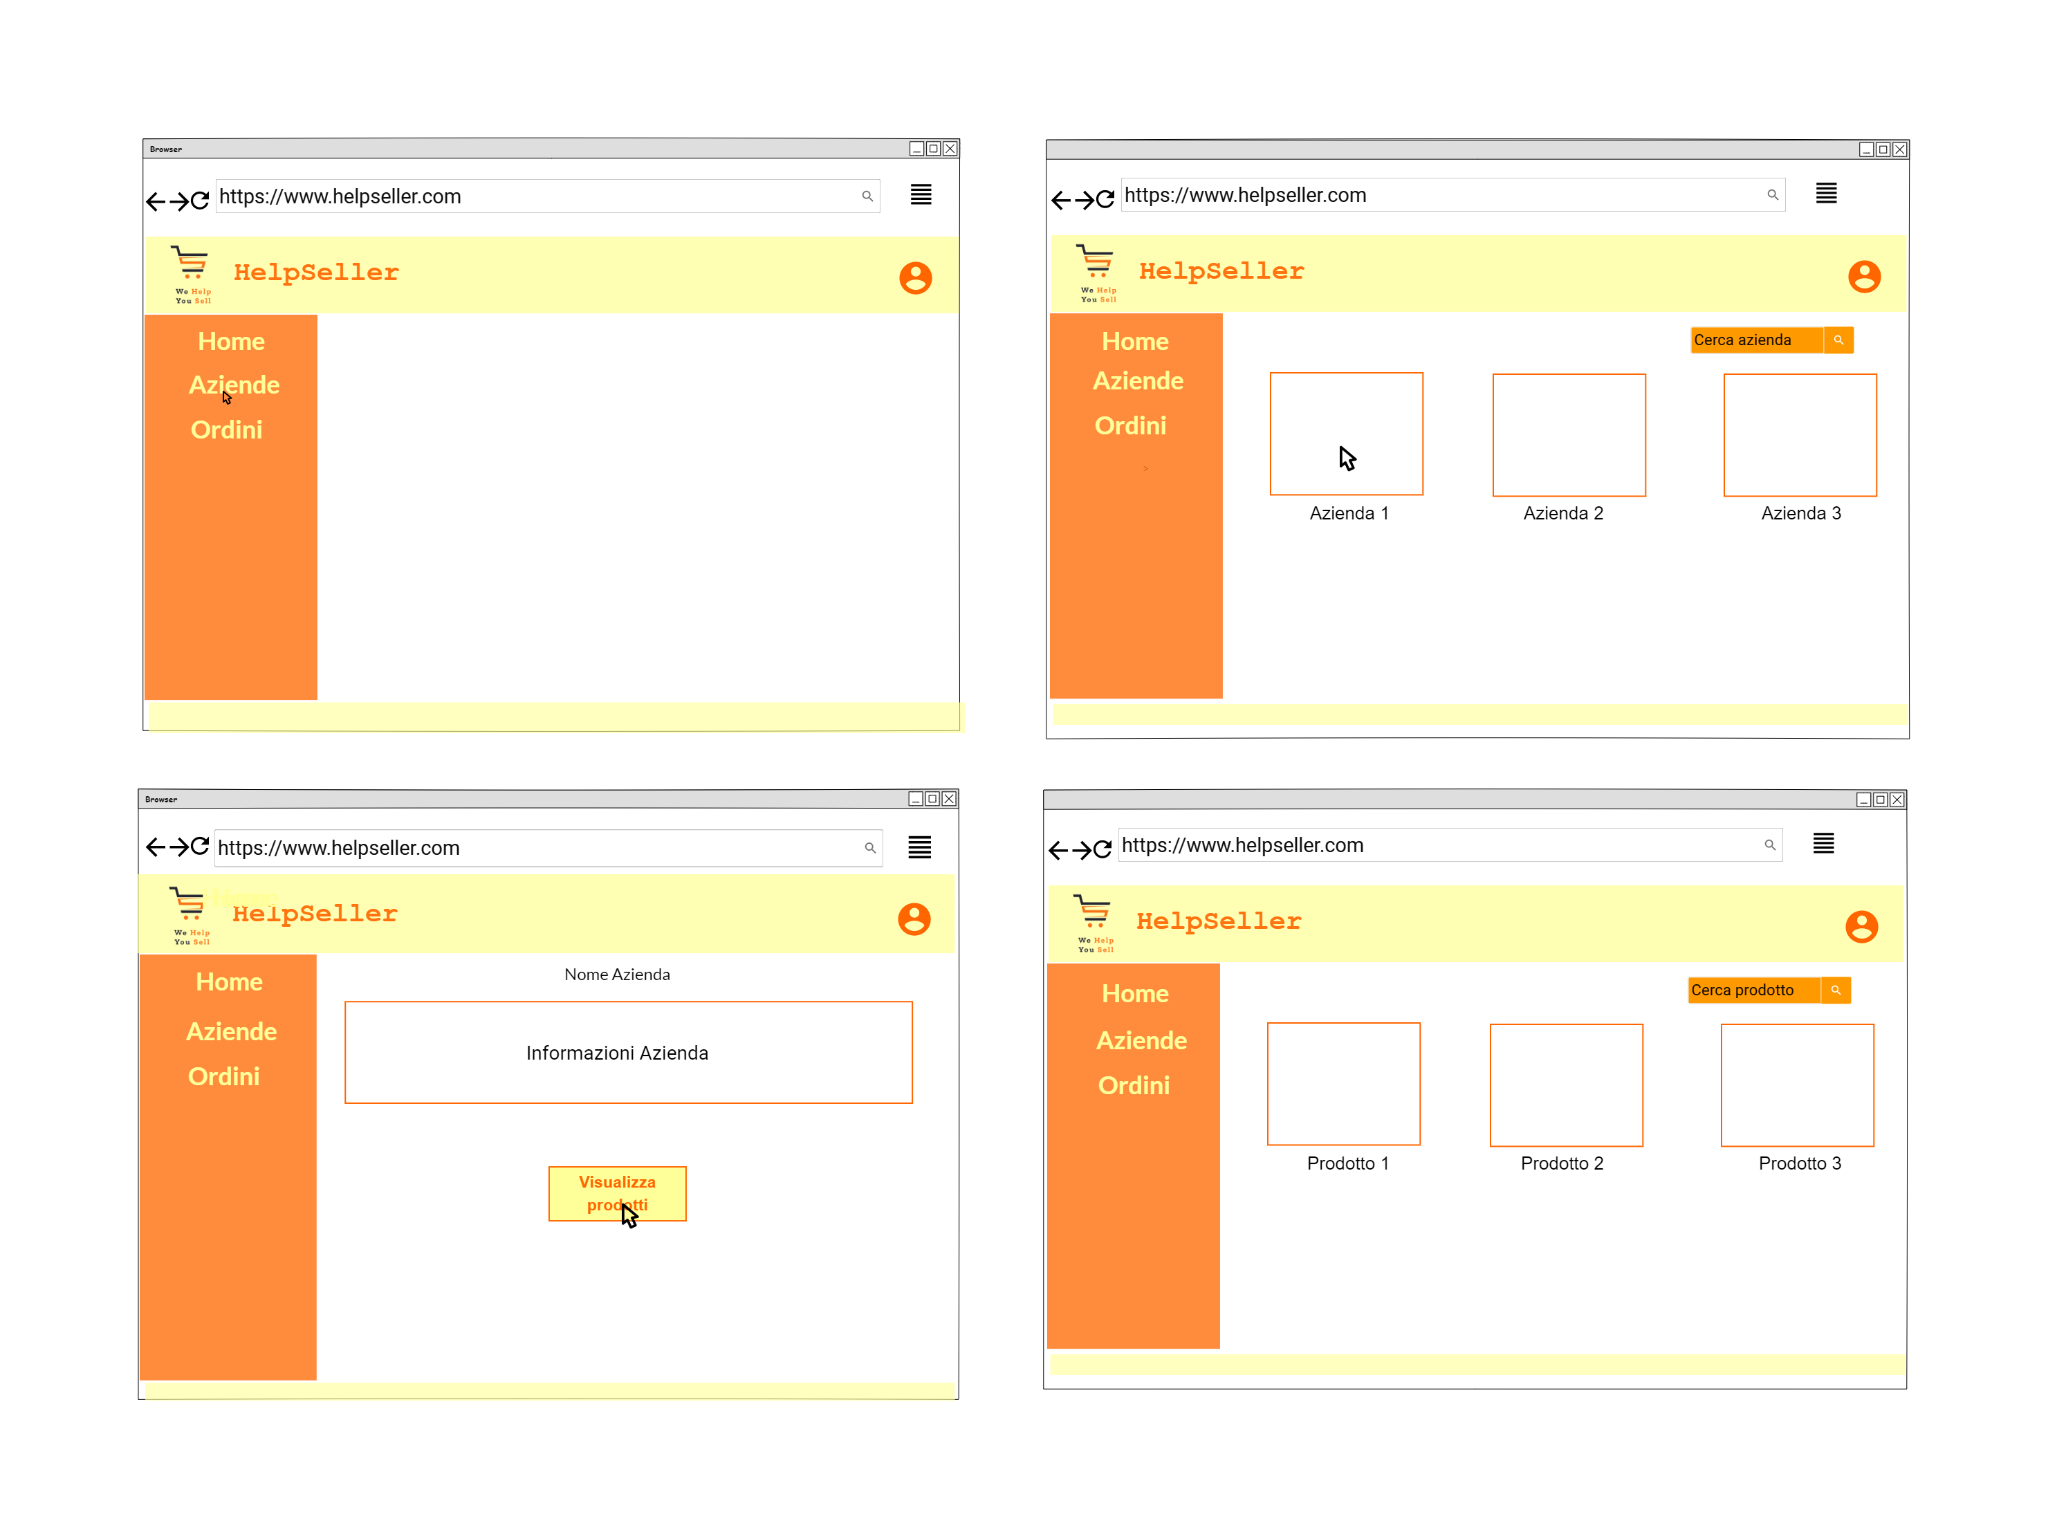 Browser
https://www.helpseller.com
HelpSeller
We Help
You Sell
Home
Aziende
Ordini
https://www.helpseller.com
HelpSeller
We Help
You Sell
Home
Aziende
Ordini
>
Cerca azienda
Azienda 1
Azienda 2
Azienda 3
Browser
https://www.helpseller.com
HelpSeller
We Help
You Sell
Home
Aziende
Ordini
Nome Azienda
Informazioni Azienda
Visualizza
prodotti
https://www.helpseller.com
HelpSeller
We Help
You Sell
Home
Aziende
Ordini
Cerca prodotto
Prodotto 1
Prodotto 2
Prodotto 3